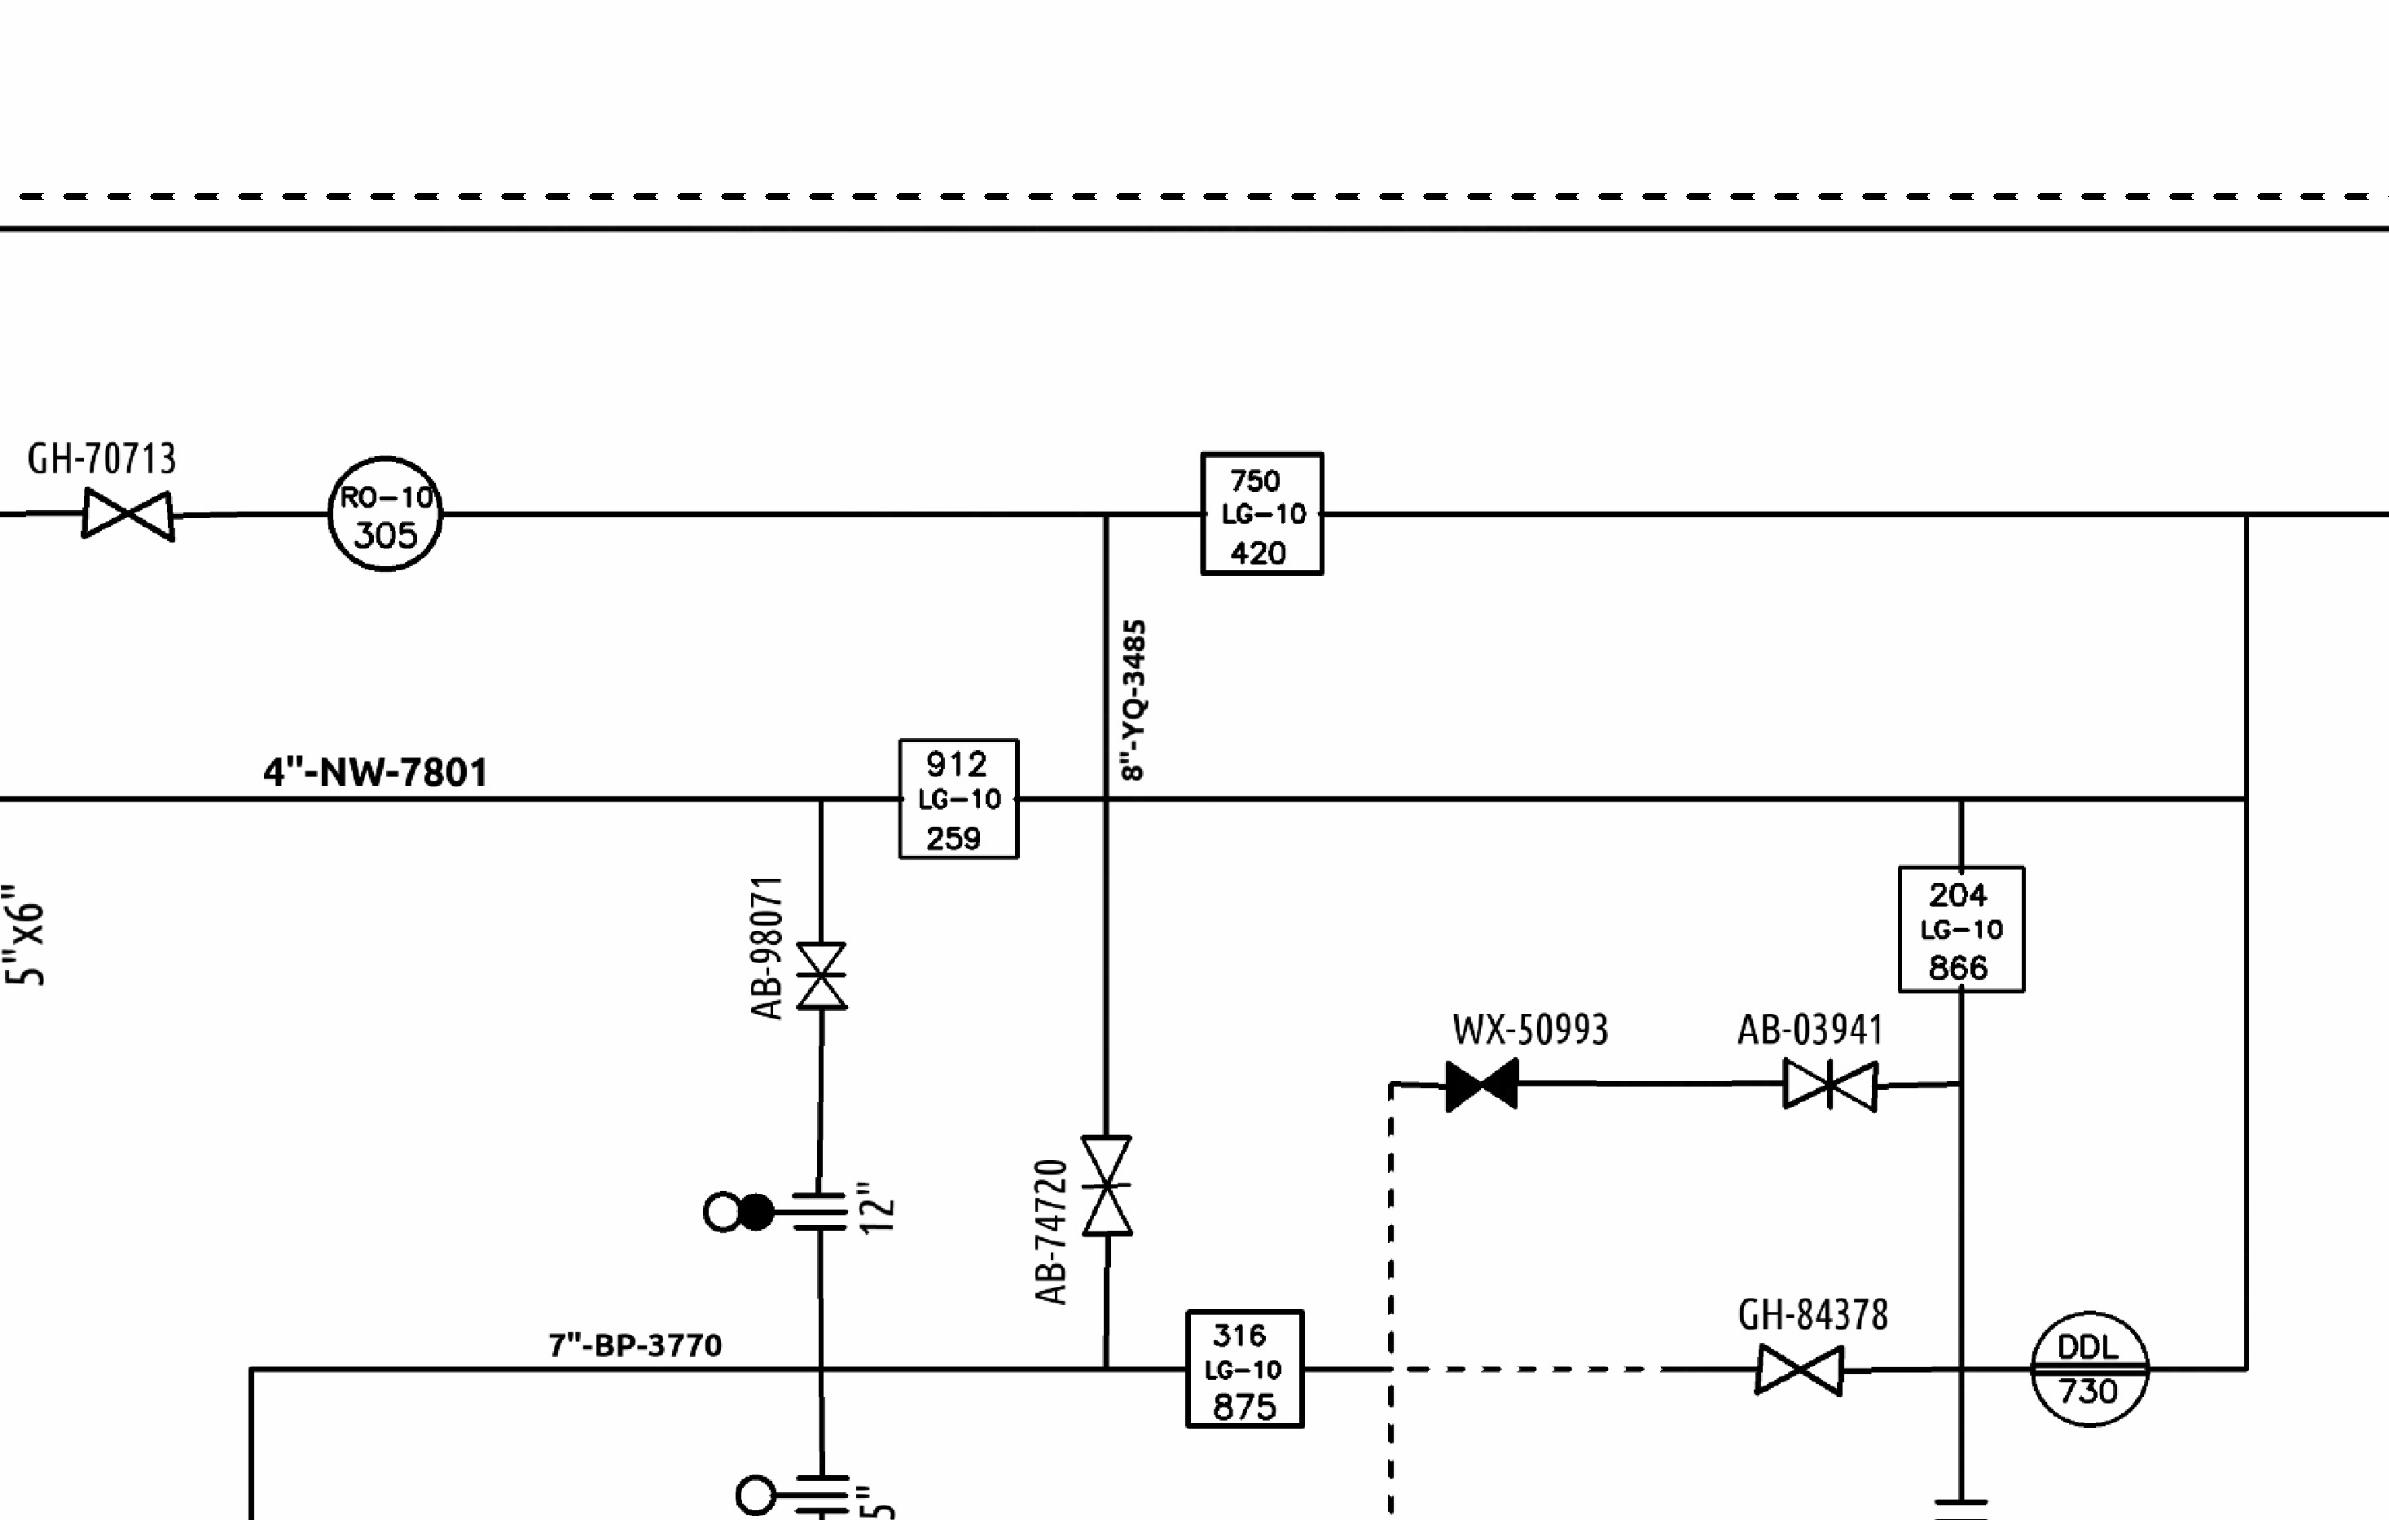 GH-70713
RO-10
305
750
LG-10
420
8"-YQ-3485
4"-NW-7801
912
LG-10
259
5"x6"
AB-98071
204
LG-10
866
WX-50993
AB-03941
12"
AB-74720
7"-BP-3770
316
LG-10
875
GH-84378
DDL
730
5"